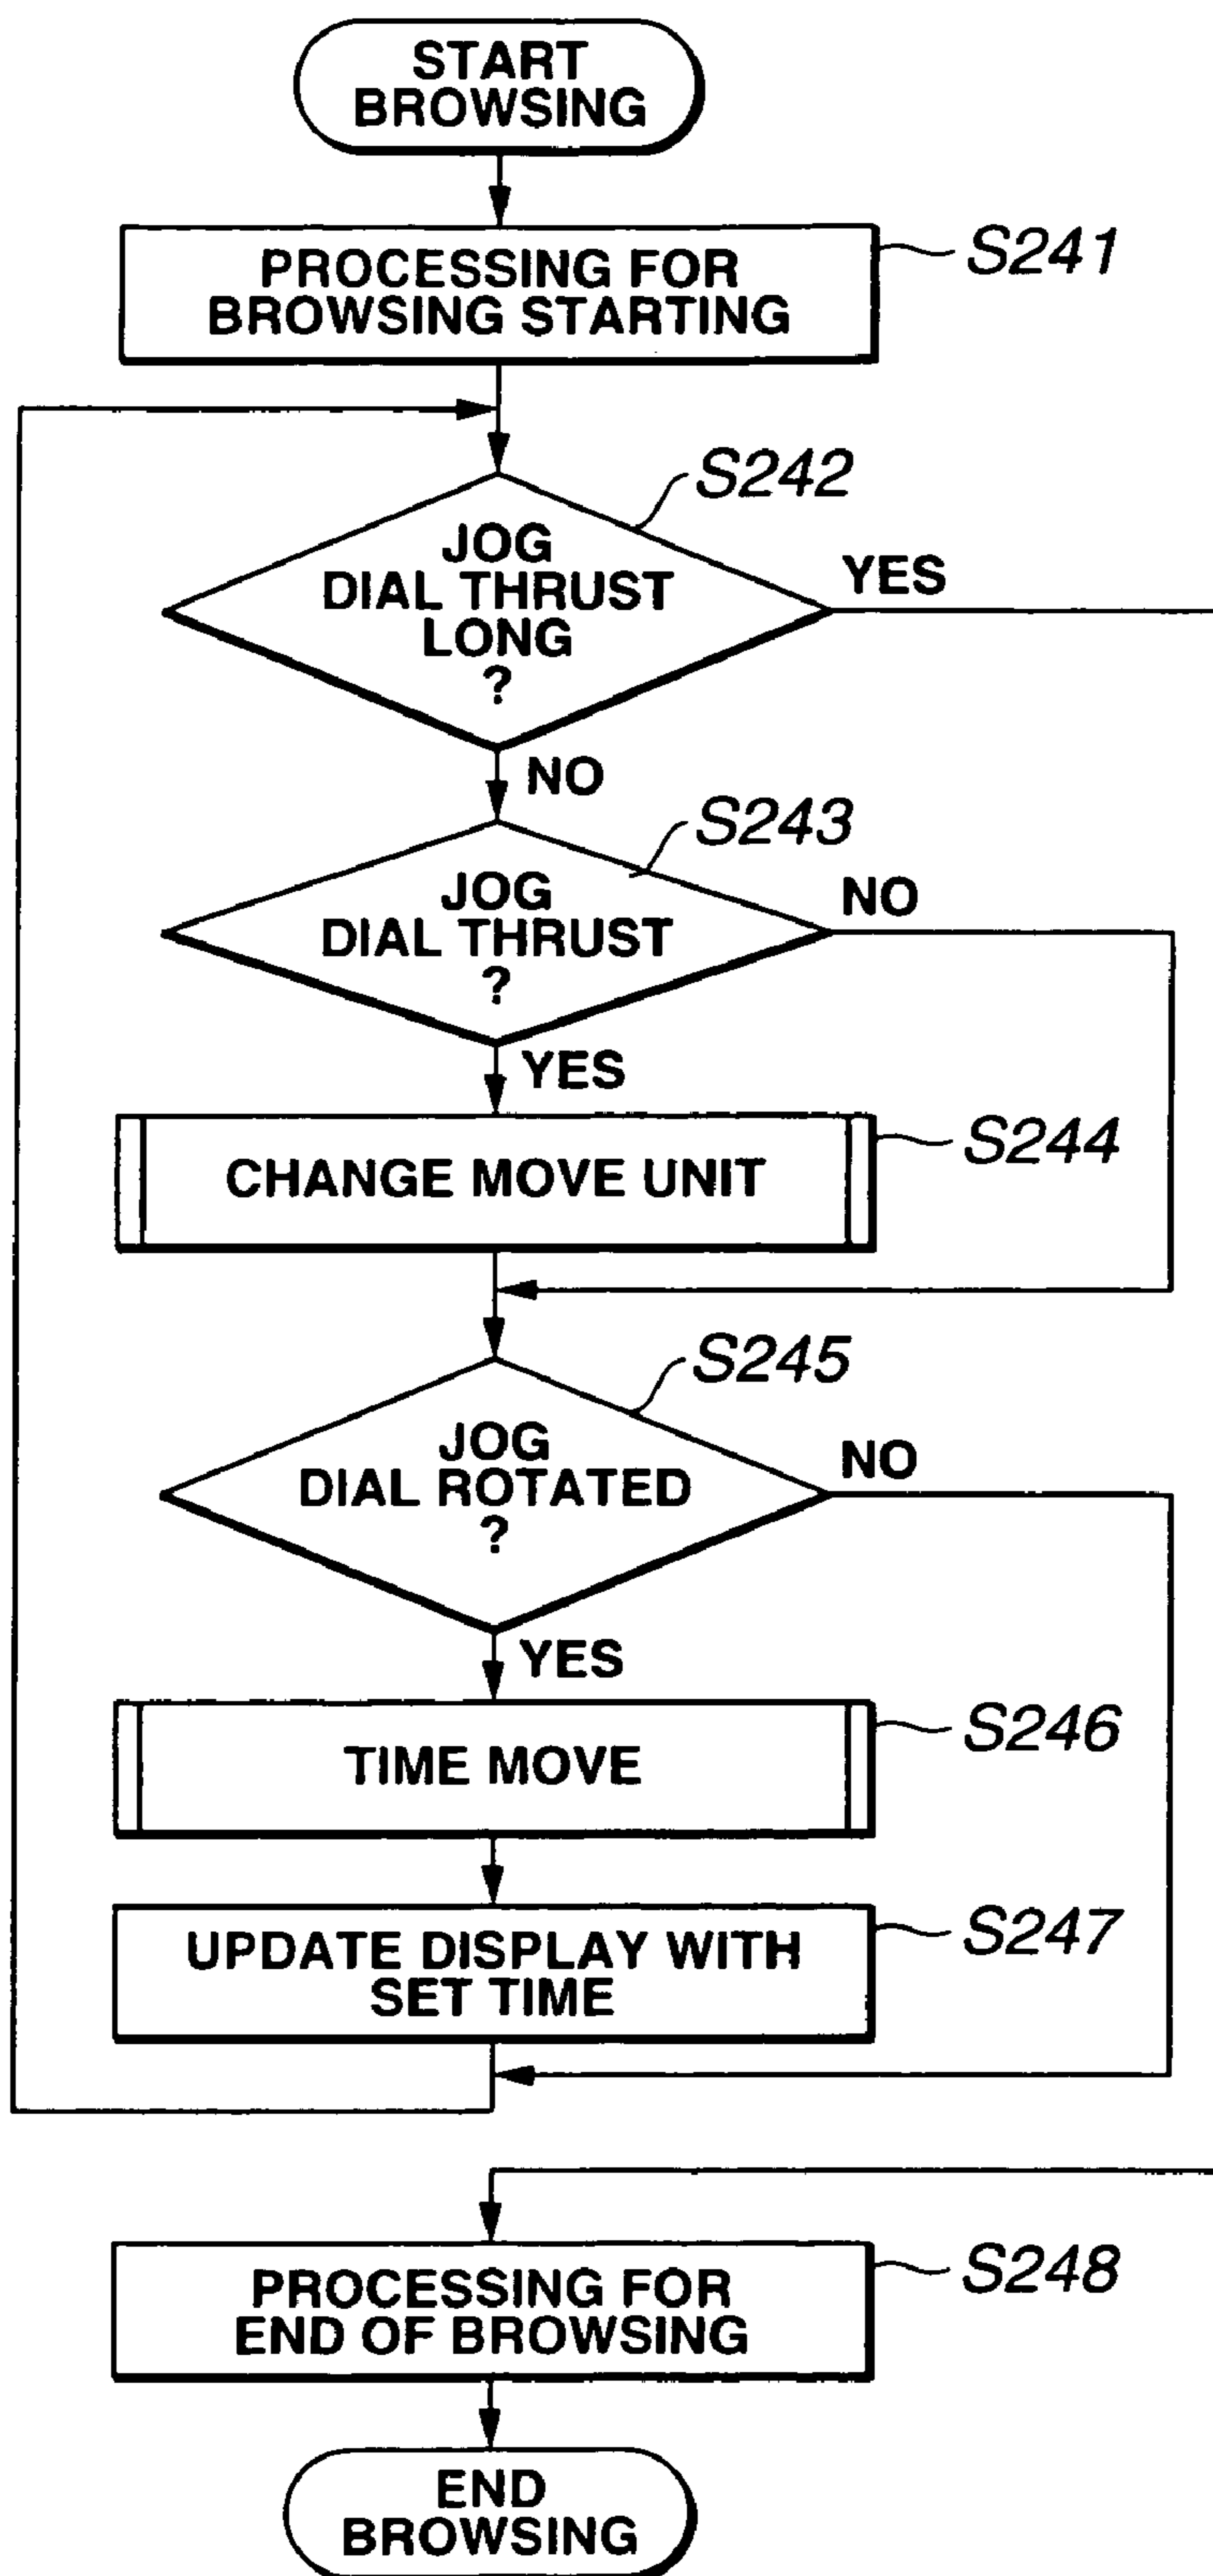 START
BROWSING
PROCESSING FOR
BROWSING STARTING
S241
S242
JOG
DIAL THRUST
LONG
?
YES
NO
S243
JOG
DIAL THRUST
?
NO
YES
CHANGE MOVE UNIT
S244
S245
JOG
DIAL ROTATED
?
NO
YES
TIME MOVE
S246
UPDATE DISPLAY WITH
SET TIME
S247
PROCESSING FOR
END OF BROWSING
S248
END
BROWSING